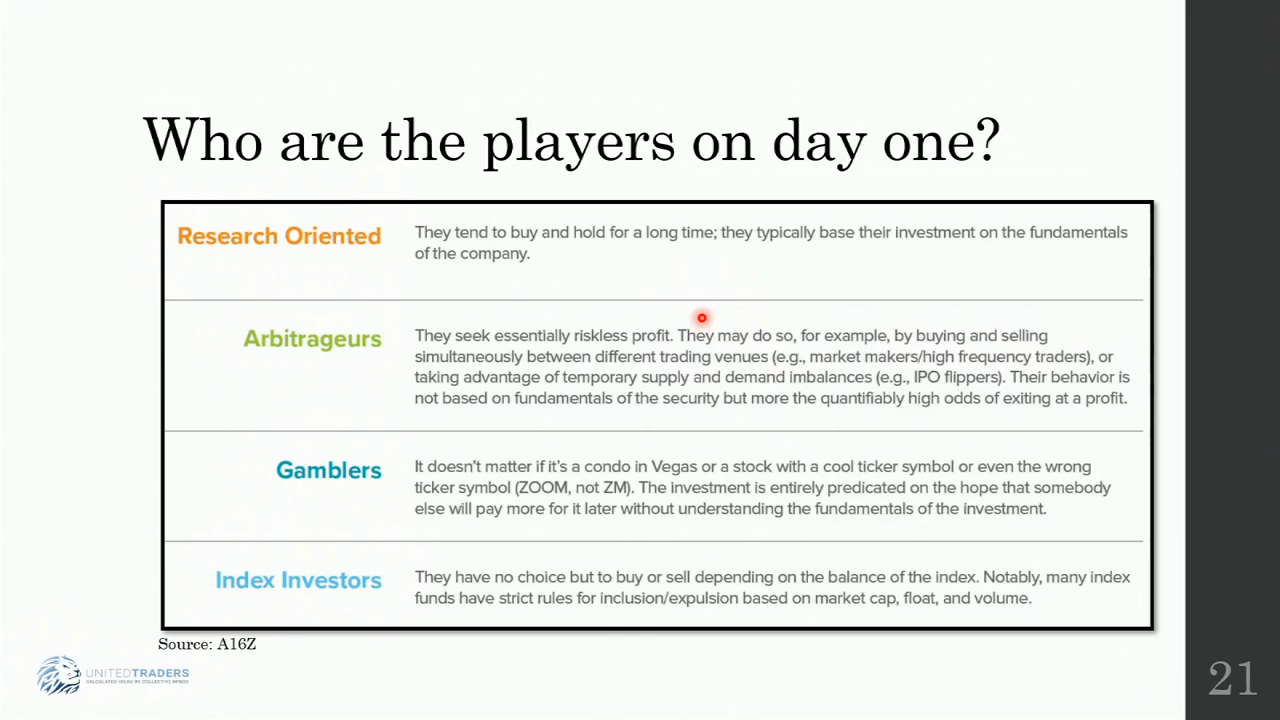 Who are the players on day one?
Research Oriented
They tend to buy and hold for a long time; they typically base their investment on the fundamentals
of the company.
Arbitrageurs
They seek essentially riskless profit. They may do so, for example, by buying and selling
simultaneously between different trading venues (e.g., market makers/high frequency traders), or
taking advantage of temporary supply and demand imbalances (e.g., IPO flippers). Their behavior is
not based on fundamentals of the security but more the quantifiably high odds of exiting at a profit.
Gamblers
It doesn't matter if it's a condo in Vegas or a stock with a cool ticker symbol or even the wrong
ticker symbol (ZOOM, not ZM). The investment is entirely predicated on the hope that somebody
else will pay more for it later without understanding the fundamentals of the investment.
Index Investors
They have no choice but to buy or sell depending on the balance of the index. Notably, many index
funds have strict rules for inclusion/expulsion based on market cap, float, and volume.
Source: A16Z
UNITEDTRADERS
CALCULATED IDEAS BY COLLECTIVE MINDS
21